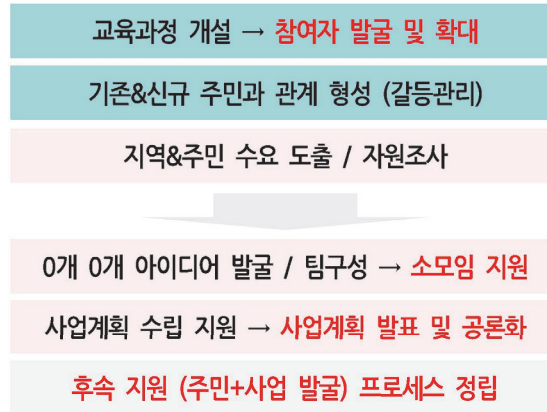 교육과정 개설 → 참여자 발굴 및 확대
기존&신규 주민과 관계 형성 (갈등관리)
지역&주민 수요 도출 / 자원조사
0개 0개 아이디어 발굴 / 팀구성 → 소모임 지원
사업계획 수립 지원 → 사업계획 발표 및 공론화
후속 지원 (주민+사업 발굴) 프로세스 정립